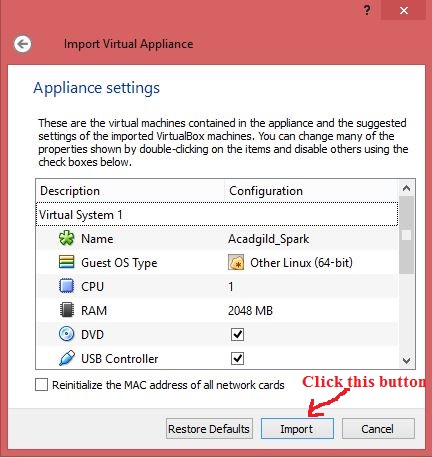 ?
Import Virtual Appliance
Appliance settings
These are the virtual machines contained in the appliance and the suggested
settings of the imported VirtualBox machines. You can change many of the
properties shown by double-clicking on the items and disable others using the
check boxes below.
Description Configuration
Virtual System 1
Name Acadgild_Spark
Guest OS Type Other Linux (64-bit)
CPU 1
RAM 2048 MB
DVD
USB Controller
Reinitialize the MAC address of all network cards
Click this button
Restore Defaults Import Cancel